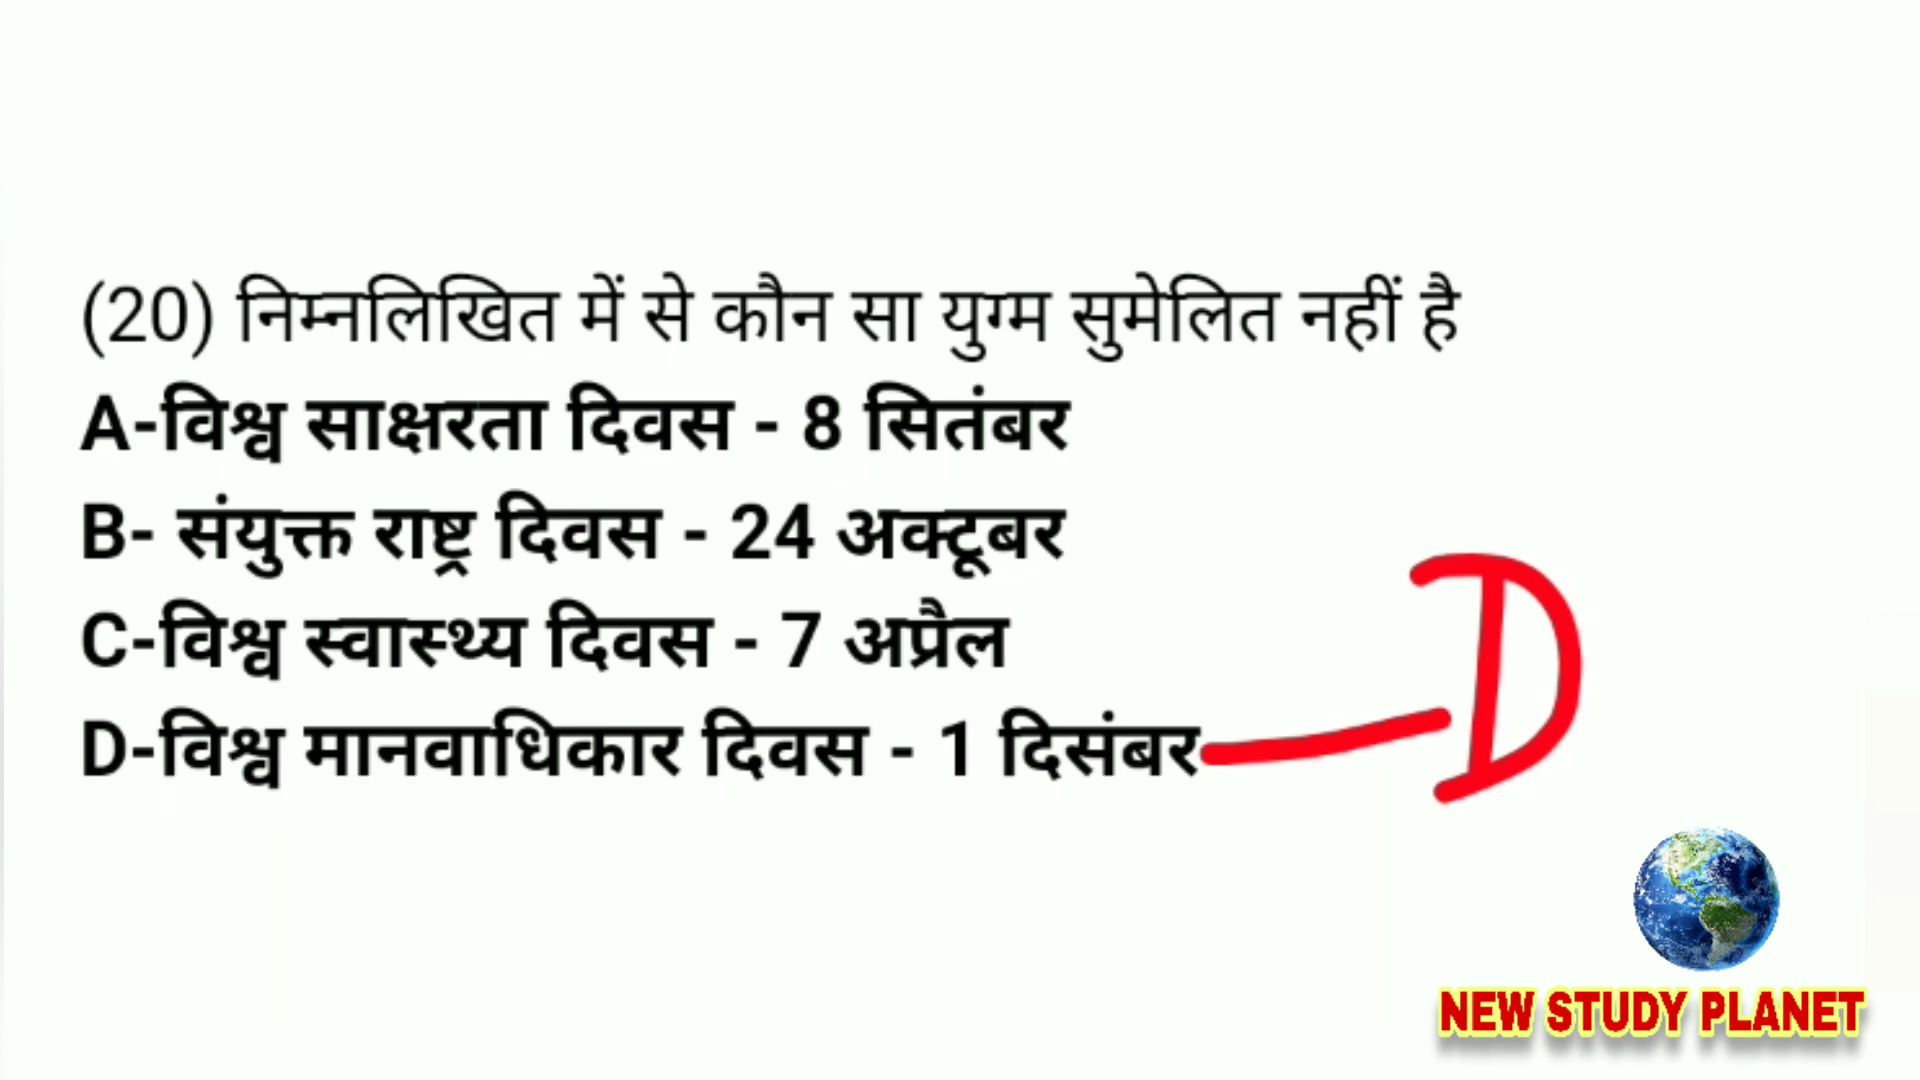 (20) निम्नलिखित में से कौन सा युग्म सुमेलित नहीं है
A-विश्व साक्षरता दिवस - 8 सितंबर
B- संयुक्त राष्ट्र दिवस - 24 अक्टूबर
C-विश्व स्वास्थ्य दिवस - 7 अप्रैल
D-विश्व मानवाधिकार दिवस - 1 दिसंबर
D
NEW STUDY PLANET